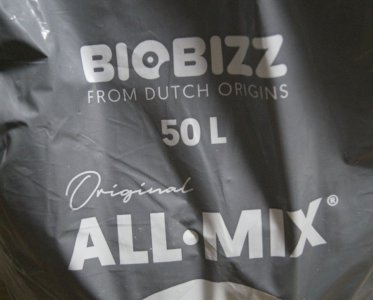 BIOBIZZ
FROM DUTCH ORIGINS
50 L
Original
ALL·MIX®